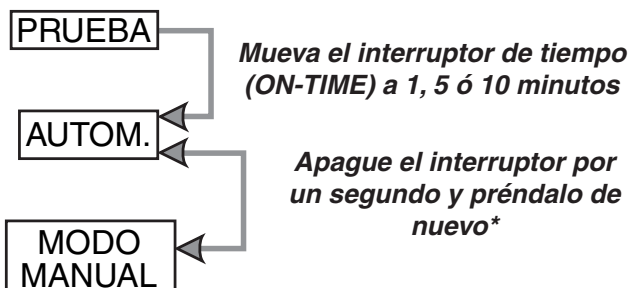 PRUEBA
Mueva el interruptor de tiempo
(ON-TIME) a 1, 5 ó 10 minutos
AUTOM.
Apague el interruptor por
un segundo y préndalo de
nuevo*
MODO
MANUAL